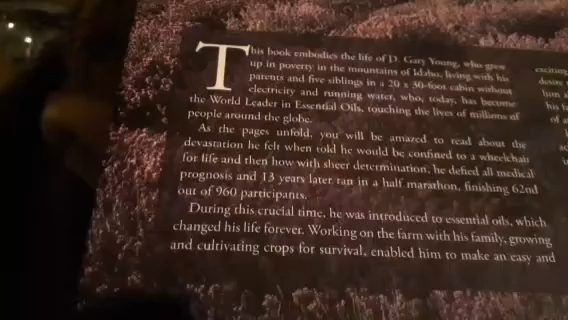 This book embodies the life of D. Gary Young, who grew
up in poverty in the mountains of Idaho, living with his
parents and five siblings in a 20 x 30-foot cabin without
electricity and running water, who, today, has become
the World Leader in Essential Oils, touching the lives of millions of
people around the globe.
As the pages unfold, you will be amazed to read about the
devastation he felt when told he would be confined to a wheelchair
for life and then how with sheer determination, he defied all medical
prognosis and 13 years later ran in a half marathon, finishing 62nd
out of 960 participants.
During this crucial time, he was introduced to essential oils, which
changed his life forever. Working on the farm with his family, growing
and cultivating crops for survival, enabled him to make an easy and
exciting
desire
him
his
of